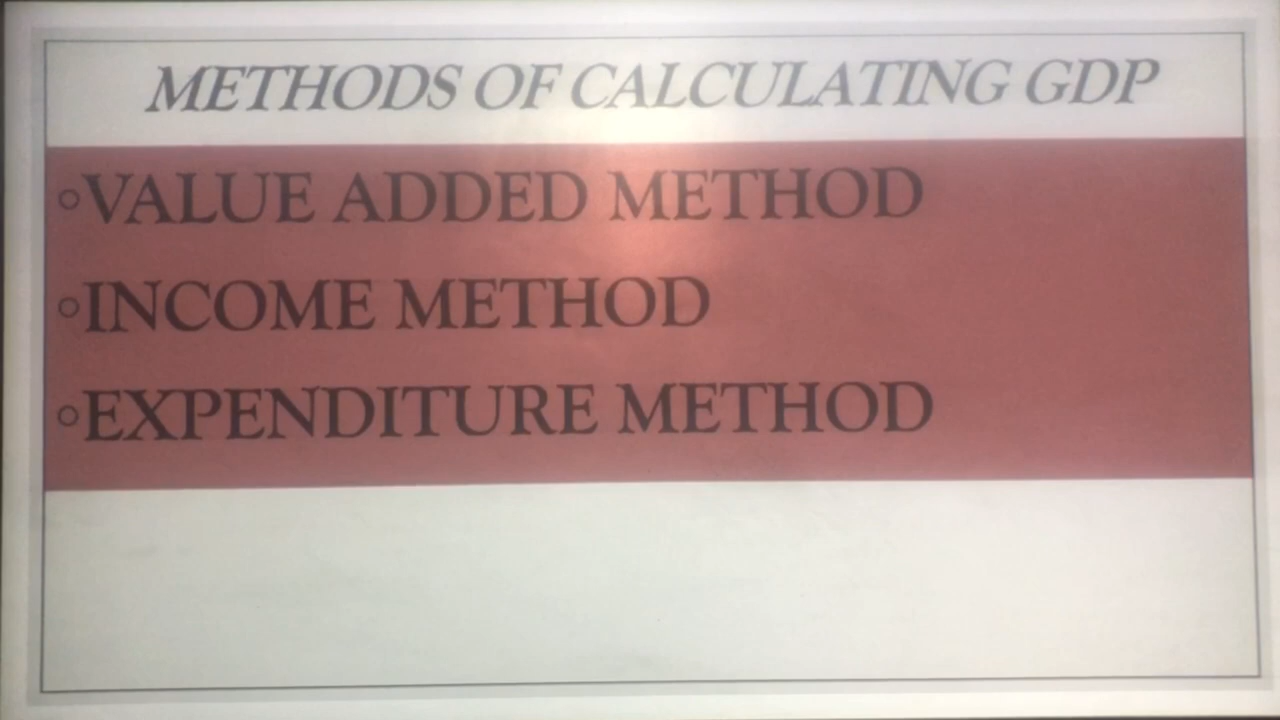 METHODS OF CALCULATING GDP
◦VALUE ADDED METHOD
◦INCOME METHOD
◦EXPENDITURE METHOD